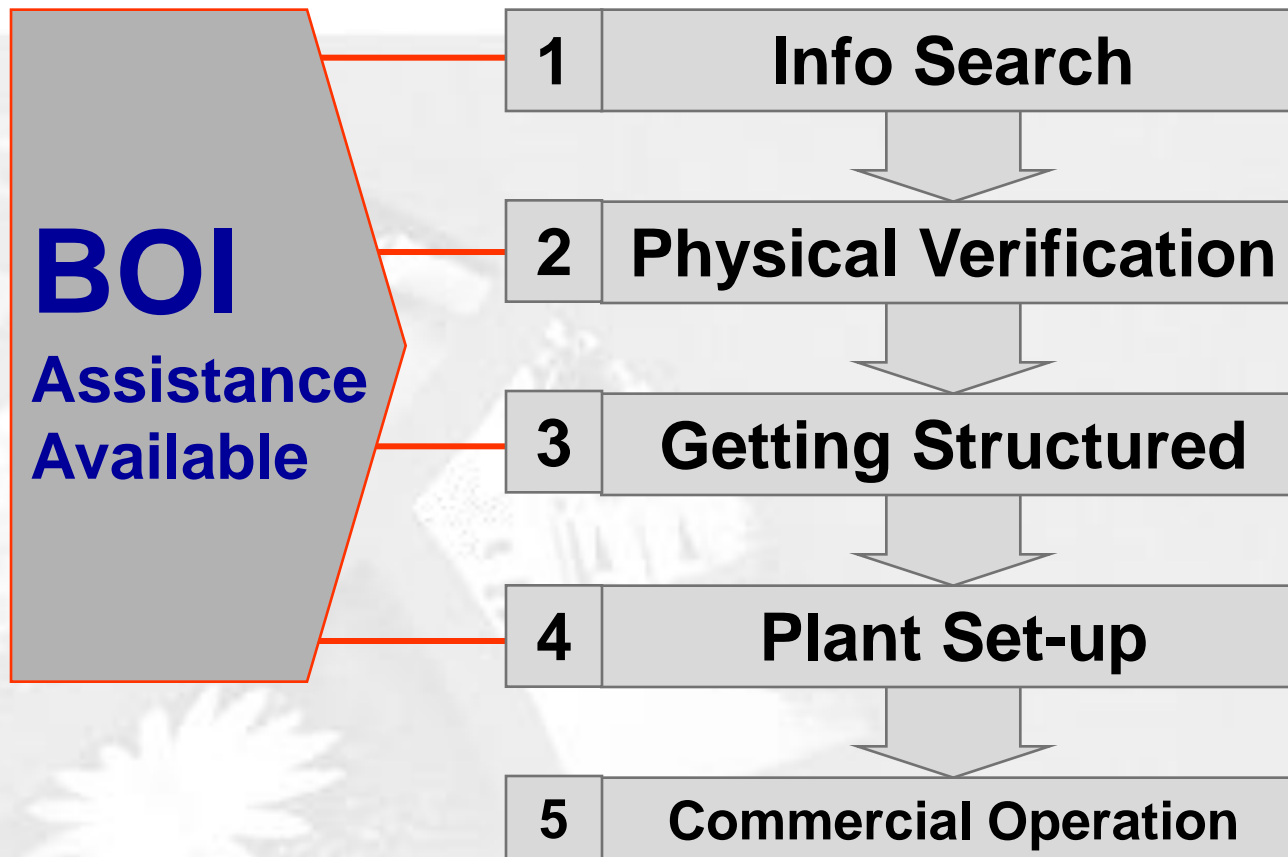 BOI
Assistance
Available
1 Info Search
2 Physical Verification
3 Getting Structured
4 Plant Set-up
5 Commercial Operation